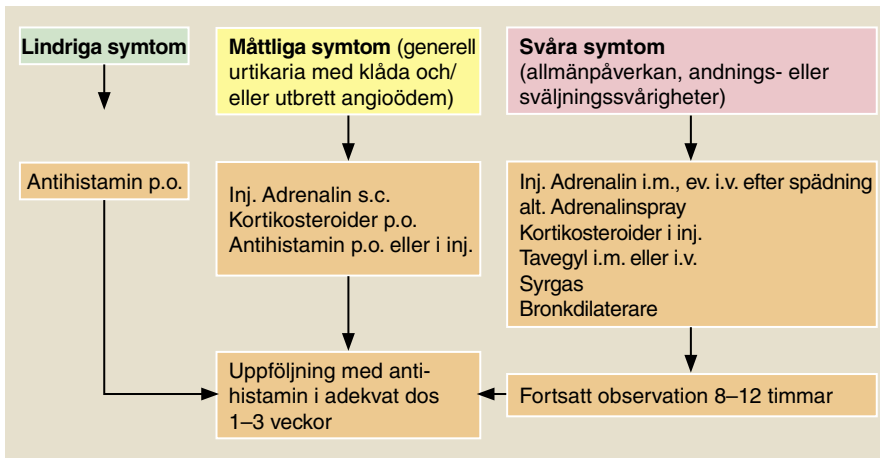 Lindriga symtom
Måttliga symtom (generell
urtikaria med klåda och/
eller utbrett angioödem)
Svåra symtom
(allmänpåverkan, andnings- eller
sväljningssvårigheter)
Antihistamin p.o.
Inj. Adrenalin s.c.
Kortikosteroider p.o.
Antihistamin p.o. eller i inj.
Inj. Adrenalin i.m., ev. i.v. efter spädning
alt. Adrenalinspray
Kortikosteroider i inj.
Tavegyl i.m. eller i.v.
Syrgas
Bronkdilaterare
Uppföljning med anti-
histamin i adekvat dos
1–3 veckor
Fortsatt observation 8–12 timmar